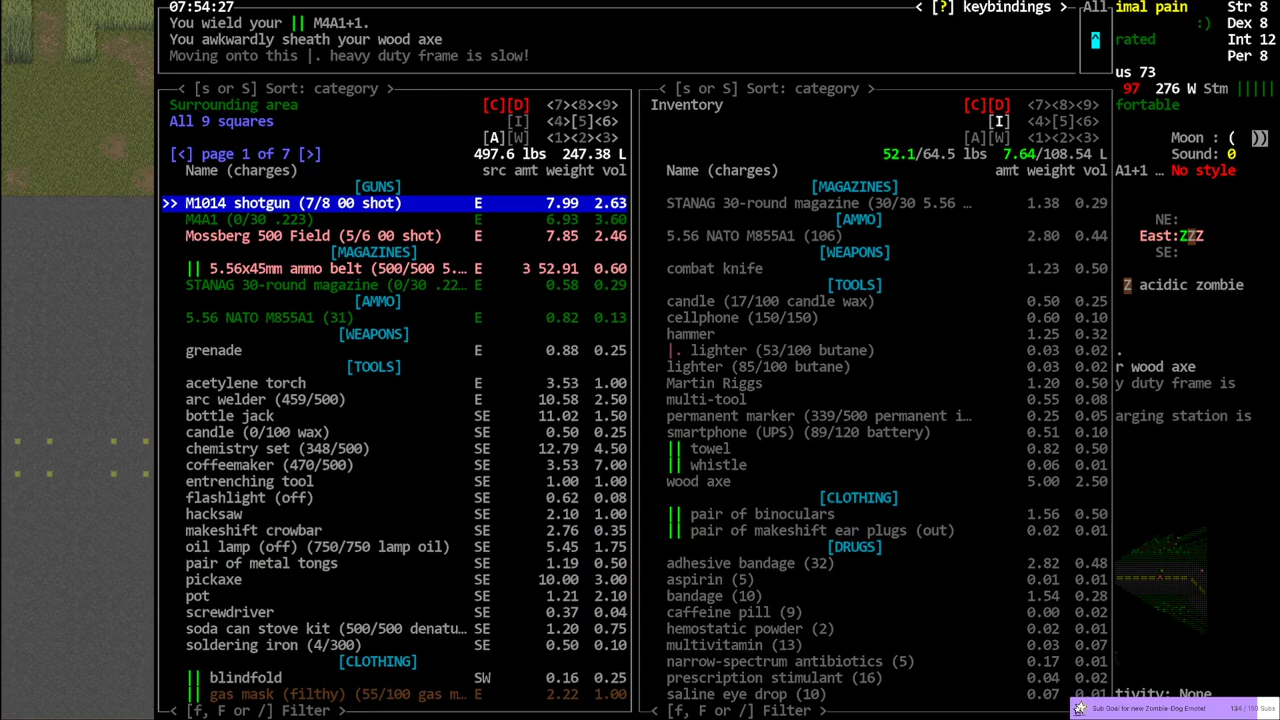 07:54:27 < [?] keybindings > All imal pain Str 8
You wield your || M4A1+1. :) Dex 8
You awkwardly sheath your wood axe ^ rated Int 12
Moving onto this |. heavy duty frame is slow! Per 8
us 73
< [s or S] Sort: category > < [s or S] Sort: category > 97 276 W Stm |||||
Surrounding area [C][D] <7><8><9> Inventory [C][D] <7><8><9> fortable
All 9 squares [I] <4>[5]<6> [I] <4>[5]<6>
[A][W] <1><2><3> [A][W] <1><2><3> Moon : ( ))
[<] page 1 of 7 [>] 497.6 lbs 247.38 L 52.1/64.5 lbs 7.64/108.54 L Sound: 0
Name (charges) src amt weight vol Name (charges) amt weight vol A1+1 … No style
[GUNS] [MAGAZINES]
>> M1014 shotgun (7/8 00 shot) E 7.99 2.63 STANAG 30-round magazine (30/30 5.56 … 1.38 0.29
M4A1 (0/30 .223) E 6.93 3.60 [AMMO] NE:
Mossberg 500 Field (5/6 00 shot) E 7.85 2.46 5.56 NATO M855A1 (106) 2.80 0.44 East:ZZZ
[MAGAZINES] [WEAPONS] SE:
|| 5.56x45mm ammo belt (500/500 5.… E 3 52.91 0.60 combat knife 1.23 0.50
STANAG 30-round magazine (0/30 .22… E 0.58 0.29 [TOOLS] Z acidic zombie
[AMMO] candle (17/100 candle wax) 0.50 0.25
5.56 NATO M855A1 (31) E 0.82 0.13 cellphone (150/150) 0.60 0.10
[WEAPONS] hammer 1.25 0.32
grenade E 0.88 0.25 |. lighter (53/100 butane) 0.03 0.02 .
[TOOLS] lighter (85/100 butane) 0.03 0.02 r wood axe
acetylene torch E 3.53 1.00 Martin Riggs 1.20 0.50 y duty frame is
arc welder (459/500) E 10.58 2.50 multi-tool 0.55 0.08
bottle jack SE 11.02 1.50 permanent marker (339/500 permanent i… 0.25 0.05 arging station is
candle (0/100 wax) SE 0.50 0.25 smartphone (UPS) (89/120 battery) 0.51 0.10
chemistry set (348/500) SE 12.79 4.50 || towel 0.82 0.50
coffeemaker (470/500) SE 3.53 7.00 || whistle 0.06 0.01
entrenching tool SE 1.00 1.00 wood axe 5.00 2.50
flashlight (off) SE 0.62 0.08 [CLOTHING]
hacksaw SE 2.10 1.00 || pair of binoculars 1.56 0.50
makeshift crowbar SE 2.76 0.35 || pair of makeshift ear plugs (out) 0.02 0.01
oil lamp (off) (750/750 lamp oil) SE 5.45 1.75 [DRUGS]
pair of metal tongs SE 1.19 0.50 adhesive bandage (32) 2.82 0.48
pickaxe SE 10.00 3.00 aspirin (5) 0.01 0.01
pot SE 1.21 2.10 bandage (10) 1.54 0.28
screwdriver SE 0.37 0.04 caffeine pill (9) 0.00 0.02
soda can stove kit (500/500 denatu… SE 1.20 0.75 hemostatic powder (2) 0.02 0.01
soldering iron (4/300) SE 0.50 0.10 multivitamin (13) 0.03 0.07
[CLOTHING] narrow-spectrum antibiotics (5) 0.17 0.01
|| blindfold SW 0.16 0.25 prescription stimulant (16) 0.04 0.02
|| gas mask (filthy) (55/100 gas m… E 2.22 1.00 saline eye drop (10) 0.07 0.01 tivity: None
< [f, F or /] Filter > < [f, F or /] Filter > Sub Goal for new Zombie-Dog Emote! 134 / 150 Subs